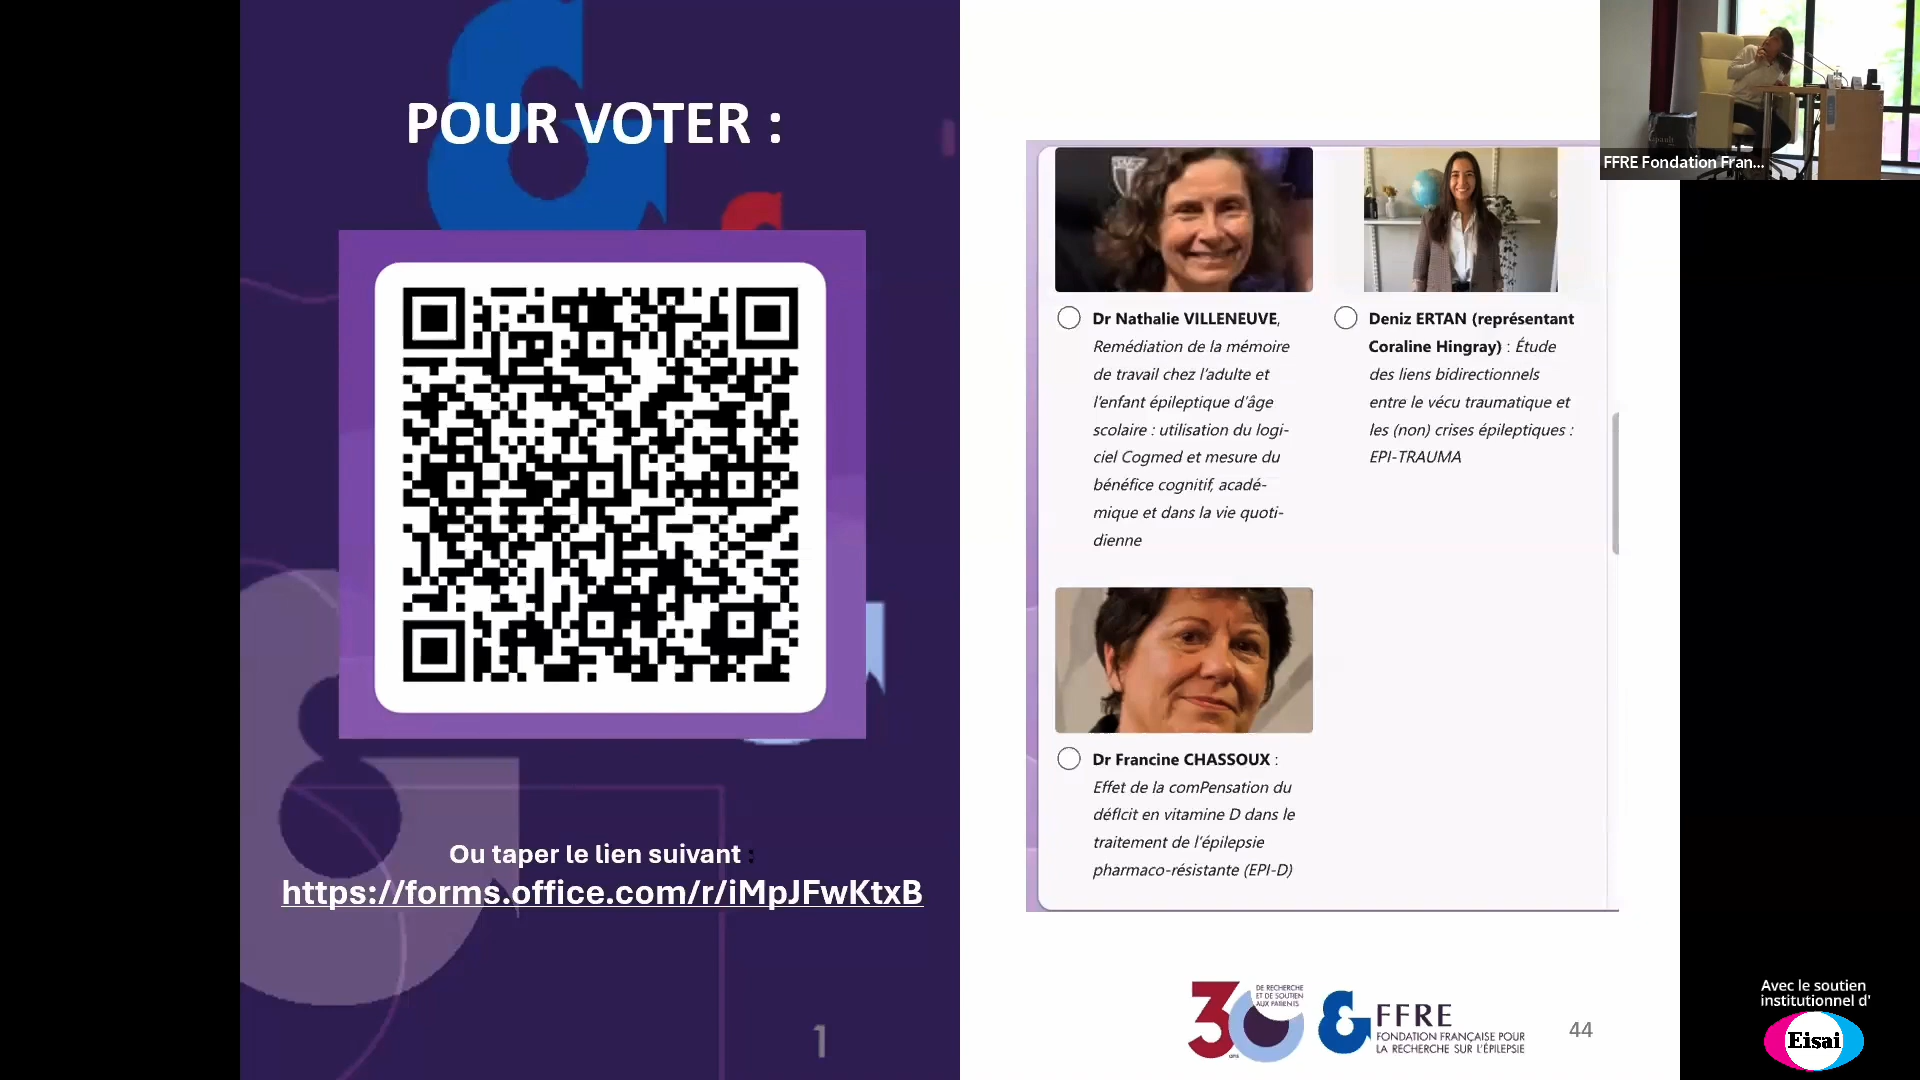 POUR VOTER :
Ou taper le lien suivant :
https://forms.office.com/r/iMpJFwKtxB
1
Dr Nathalie VILLENEUVE,
Remédiation de la mémoire
de travail chez l'adulte et
l'enfant épileptique d'âge
scolaire : utilisation du logi-
ciel Cogmed et mesure du
bénéfice cognitif, acadé-
mique et dans la vie quoti-
dienne
Deniz ERTAN (représentant
Coraline Hingray) : Étude
des liens bidirectionnels
entre le vécu traumatique et
les (non) crises épileptiques :
EPI-TRAUMA
Dr Francine CHASSOUX :
Effet de la comPensation du
défIcit en vitamine D dans le
traitement de l'épilepsie
pharmaco-résistante (EPI-D)
30
ans
DE RECHERCHE
ET DE SOUTIEN
AUX PATIENTS
FFRE
FONDATION FRANÇAISE POUR
LA RECHERCHE SUR L'ÉPILEPSIE
44
FFRE Fondation Fran...
Avec le soutien
institutionnel d'
Eisai